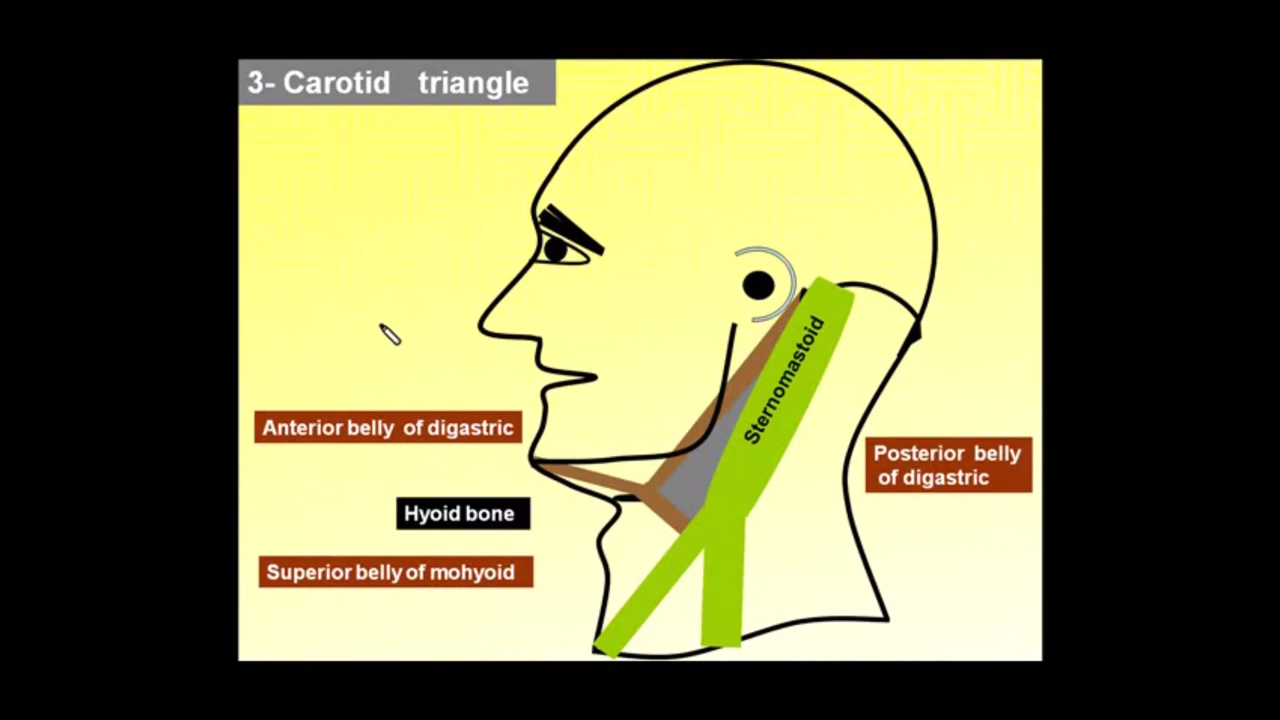 3- Carotid triangle
Sternomastoid
Anterior belly of digastric
Posterior belly
of digastric
Hyoid bone
Superior belly of mohyoid